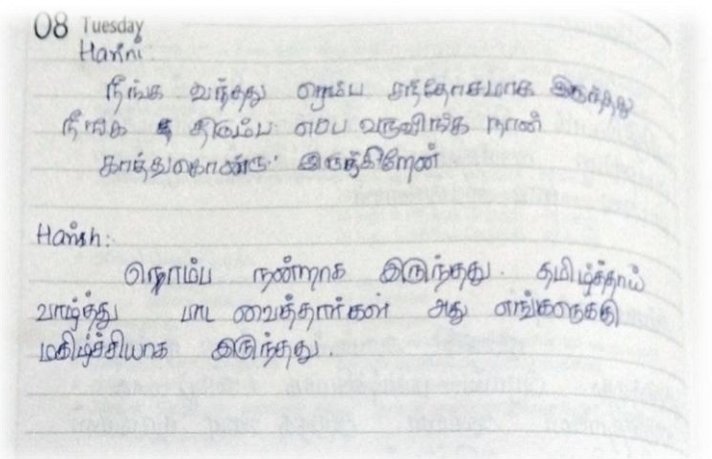 08 Tuesday
Harini:
நீங்க வந்தது ரொம்ப சந்தோசமாக இருந்தது
நீங்க திரும்ப எப்ப வருவிங்க நான்
காத்துகொண்டு இருக்கிறேன்
Harish:
ரொம்ப நன்றாக இருந்தது. தமிழ்த்தாய்
வாழ்த்து பாட வைத்தார்கள் அது எங்களுக்கு
மகிழ்ச்சியாக இருந்தது.